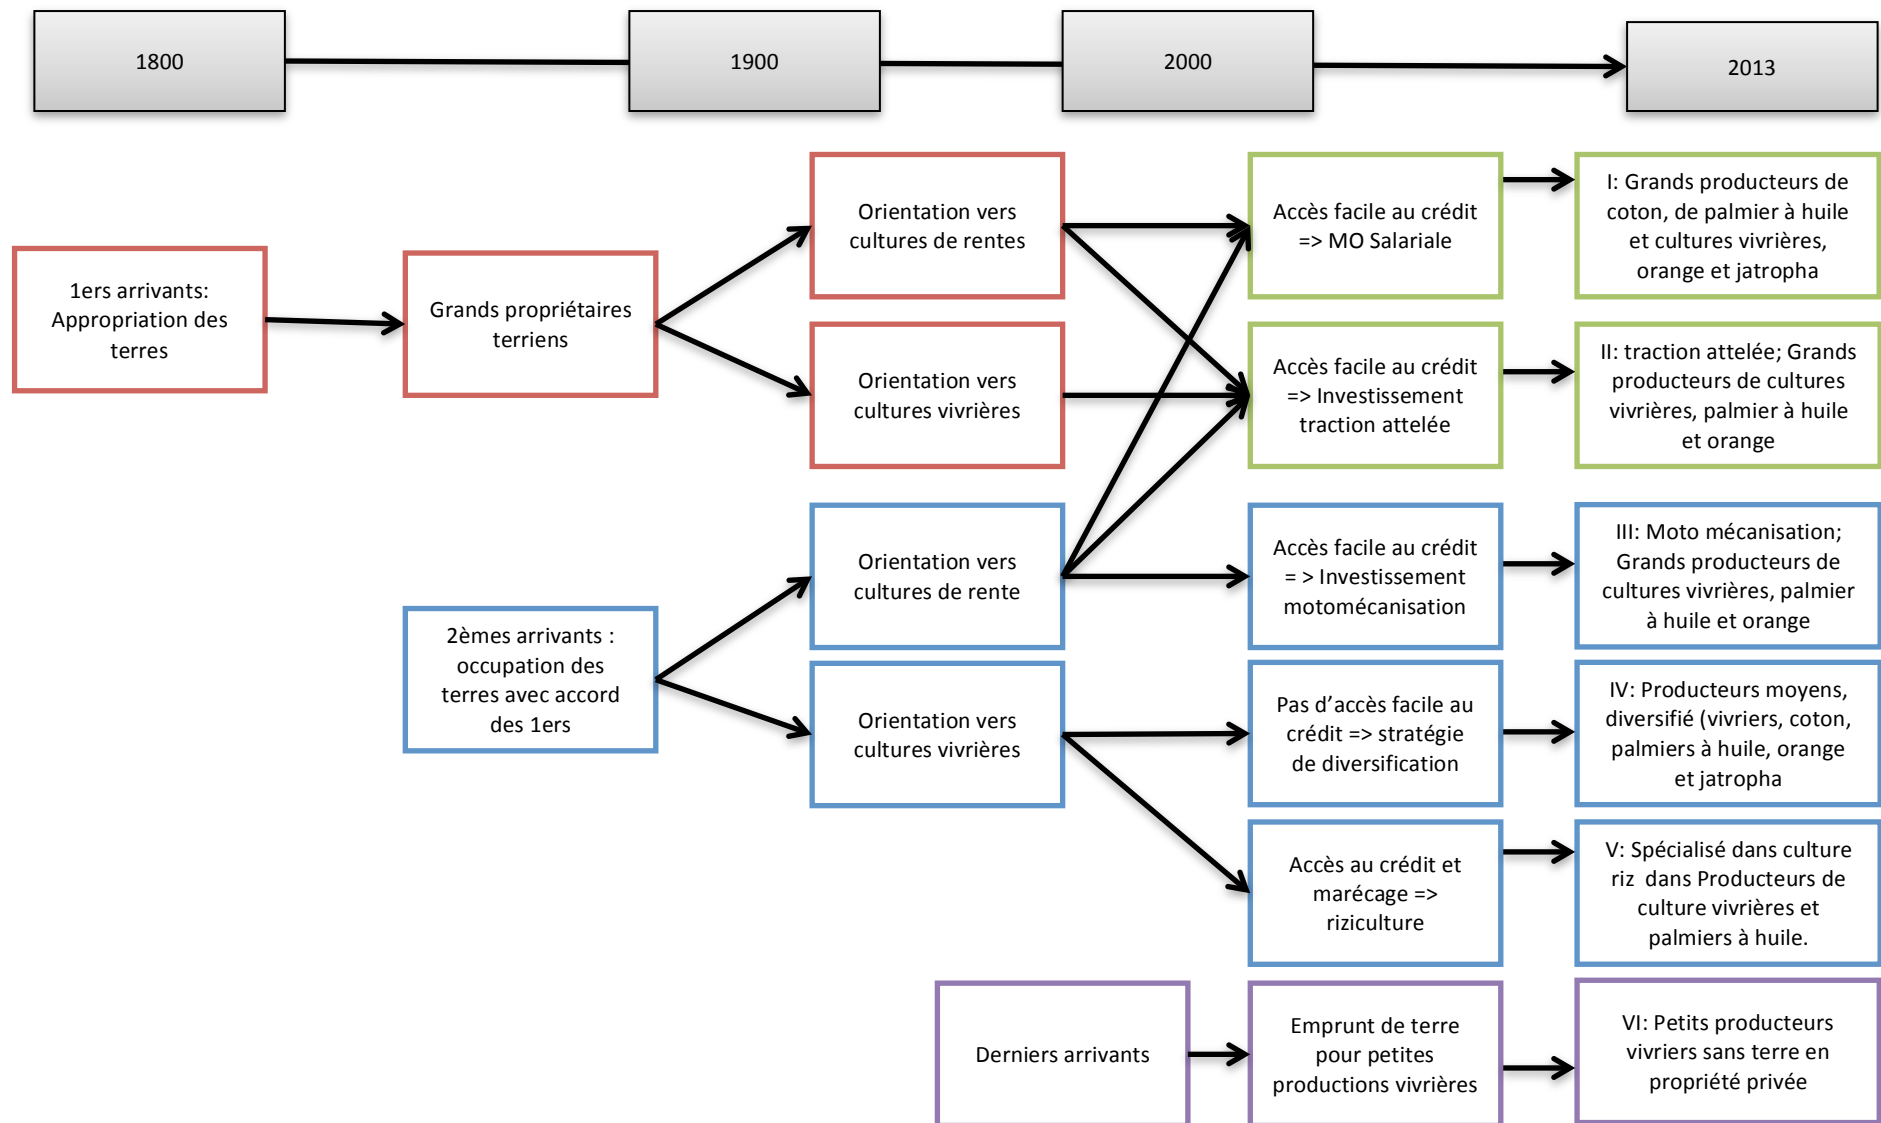 1800
1900
2000
2013
1ers arrivants:
Appropriation des
terres
Grands propriétaires
terriens
Orientation vers
cultures de rentes
Accès facile au crédit
=> MO Salariale
I: Grands producteurs de
coton, de palmier à huile
et cultures vivrières,
orange et jatropha
Orientation vers
cultures vivrières
Accès facile au crédit
=> Investissement
traction attelée
II: traction attelée; Grands
producteurs de cultures
vivrières, palmier à huile
et orange
2èmes arrivants :
occupation des
terres avec accord
des 1ers
Orientation vers
cultures de rente
Accès facile au crédit
= > Investissement
motomécanisation
III: Moto mécanisation;
Grands producteurs de
cultures vivrières, palmier
à huile et orange
Orientation vers
cultures vivrières
Pas d’accès facile au
crédit => stratégie
de diversification
IV: Producteurs moyens,
diversifié (vivriers, coton,
palmiers à huile, orange
et jatropha
Accès au crédit et
marécage =>
riziculture
V: Spécialisé dans culture
riz dans Producteurs de
culture vivrières et
palmiers à huile.
Derniers arrivants
Emprunt de terre
pour petites
productions vivrières
VI: Petits producteurs
vivriers sans terre en
propriété privée